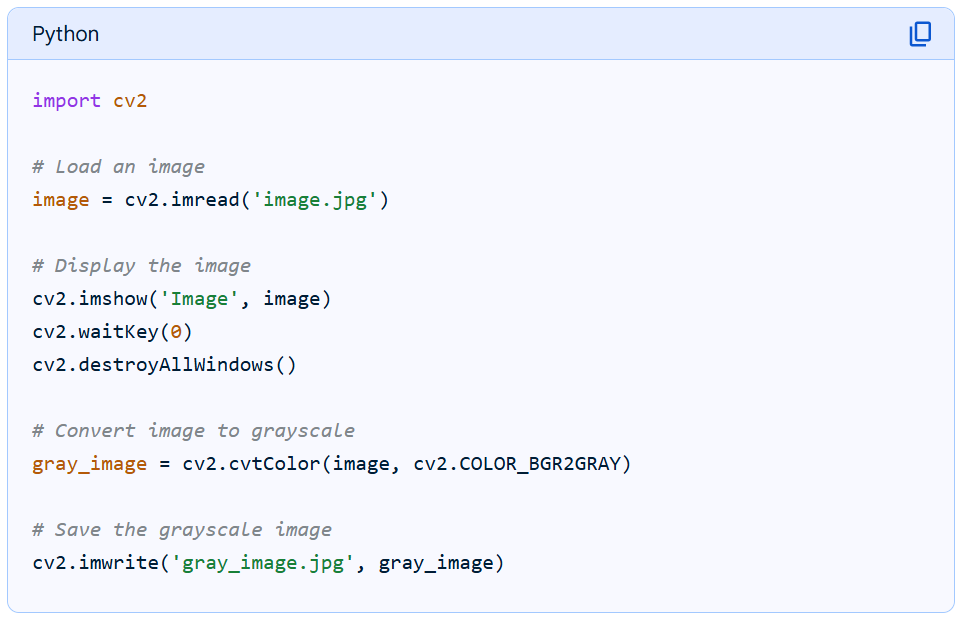 Python
import cv2
# Load an image
image = cv2.imread('image.jpg')
# Display the image
cv2.imshow('Image', image)
cv2.waitKey(0)
cv2.destroyAllWindows()
# Convert image to grayscale
gray_image = cv2.cvtColor(image, cv2.COLOR_BGR2GRAY)
# Save the grayscale image
cv2.imwrite('gray_image.jpg', gray_image)